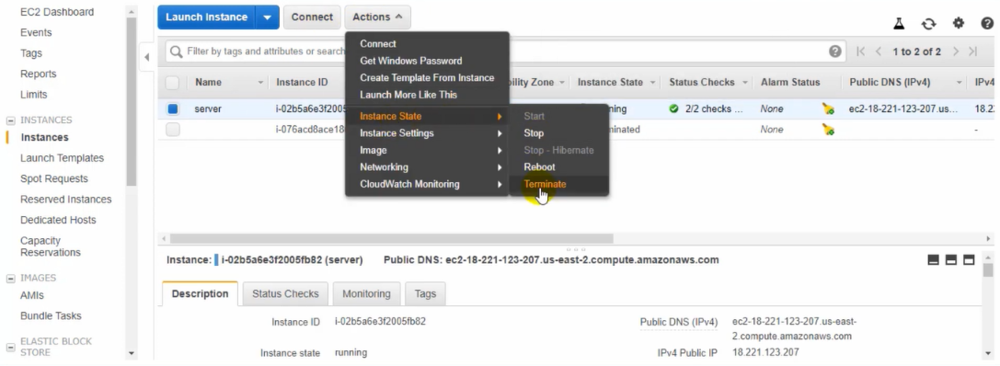 EC2 Dashboard
Events
Tags
Reports
Limits
INSTANCES
Instances
Launch Templates
Spot Requests
Reserved Instances
Dedicated Hosts
Capacity
Reservations
IMAGES
AMIs
Bundle Tasks
ELASTIC BLOCK
STORE
Launch Instance Connect Actions
Filter by tags and attributes or search 1 to 2 of 2
Name Instance ID bility Zone Instance State Status Checks Alarm Status Public DNS (IPv4) IPv4
server i-02b5a6e3f2005 ning 2/2 checks ... None ec2-18-221-123-207.us... 18.2
i-076acd8ace18 minated None -
Connect
Get Windows Password
Create Template From Instance
Launch More Like This
Instance State
Instance Settings
Image
Networking
CloudWatch Monitoring
Start
Stop
Stop - Hibernate
Reboot
Terminate
Instance: i-02b5a6e3f2005fb82 (server) Public DNS: ec2-18-221-123-207.us-east-2.compute.amazonaws.com
Description Status Checks Monitoring Tags
Instance ID i-02b5a6e3f2005fb82 Public DNS (IPv4) ec2-18-221-123-207.us-east-
2.compute.amazonaws.com
Instance state running IPv4 Public IP 18.221.123.207